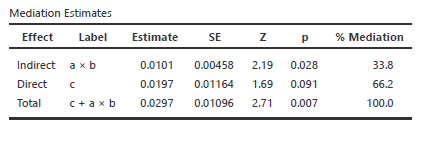 Mediation Estimates
Effect Label Estimate SE Z p % Mediation
Indirect a × b 0.0101 0.00458 2.19 0.028 33.8
Direct c 0.0197 0.01164 1.69 0.091 66.2
Total c + a × b 0.0297 0.01096 2.71 0.007 100.0